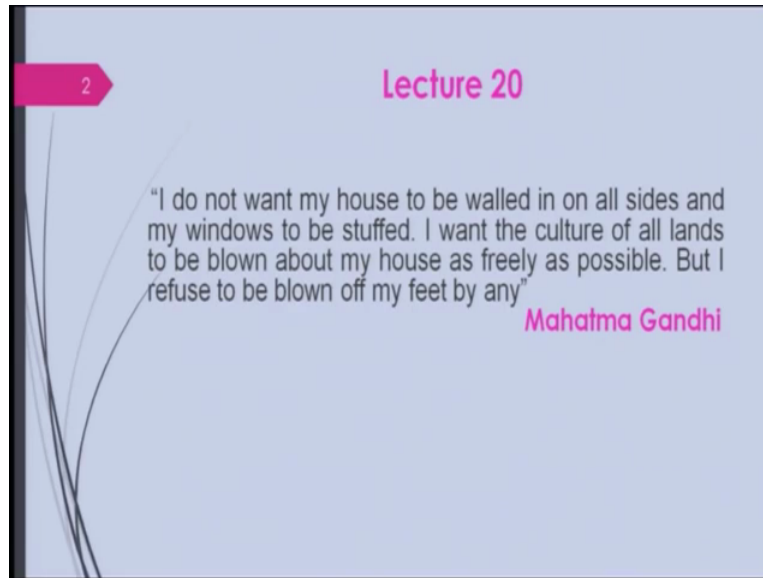 2
Lecture 20
“I do not want my house to be walled in on all sides and
my windows to be stuffed. I want the culture of all lands
to be blown about my house as freely as possible. But I
refuse to be blown off my feet by any”
Mahatma Gandhi